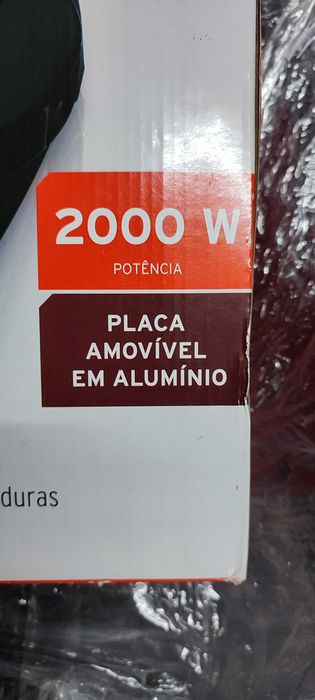 2000 W
POTÊNCIA
PLACA
AMOVÍVEL
EM ALUMÍNIO
duras